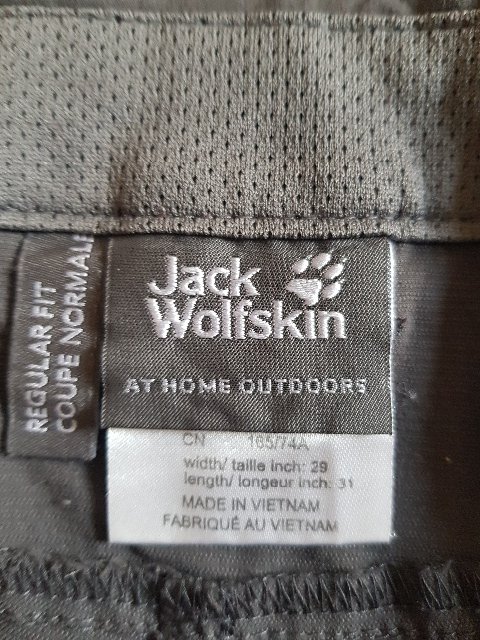 REGULAR FIT
COUPE NORMALE
Jack
Wolfskin
AT HOME OUTDOORS
CN 165/74A
width/ taille inch: 29
length/ longeur inch: 31
MADE IN VIETNAM
FABRIQUÉ AU VIETNAM